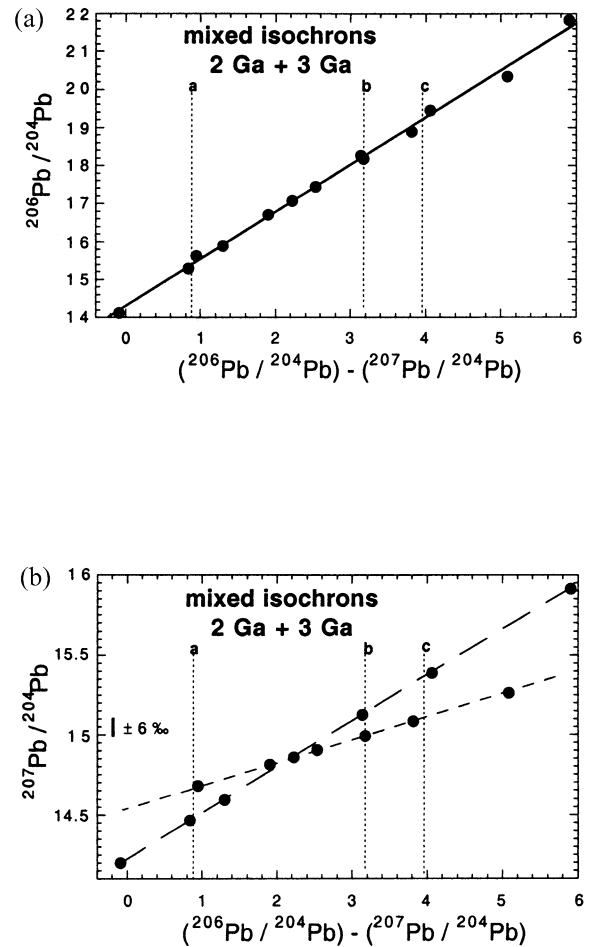 (a)
mixed isochrons
2 Ga + 3 Ga
a b c
22
21
20
19
18
17
16
15
14
²⁰⁶Pb / ²⁰⁴Pb
0 1 2 3 4 5 6
(²⁰⁶Pb / ²⁰⁴Pb) - (²⁰⁷Pb / ²⁰⁴Pb)
(b)
mixed isochrons
2 Ga + 3 Ga
a b c
16
15.5
15
14.5
± 6 ‰
²⁰⁷Pb / ²⁰⁴Pb
0 1 2 3 4 5 6
(²⁰⁶Pb / ²⁰⁴Pb) - (²⁰⁷Pb / ²⁰⁴Pb)